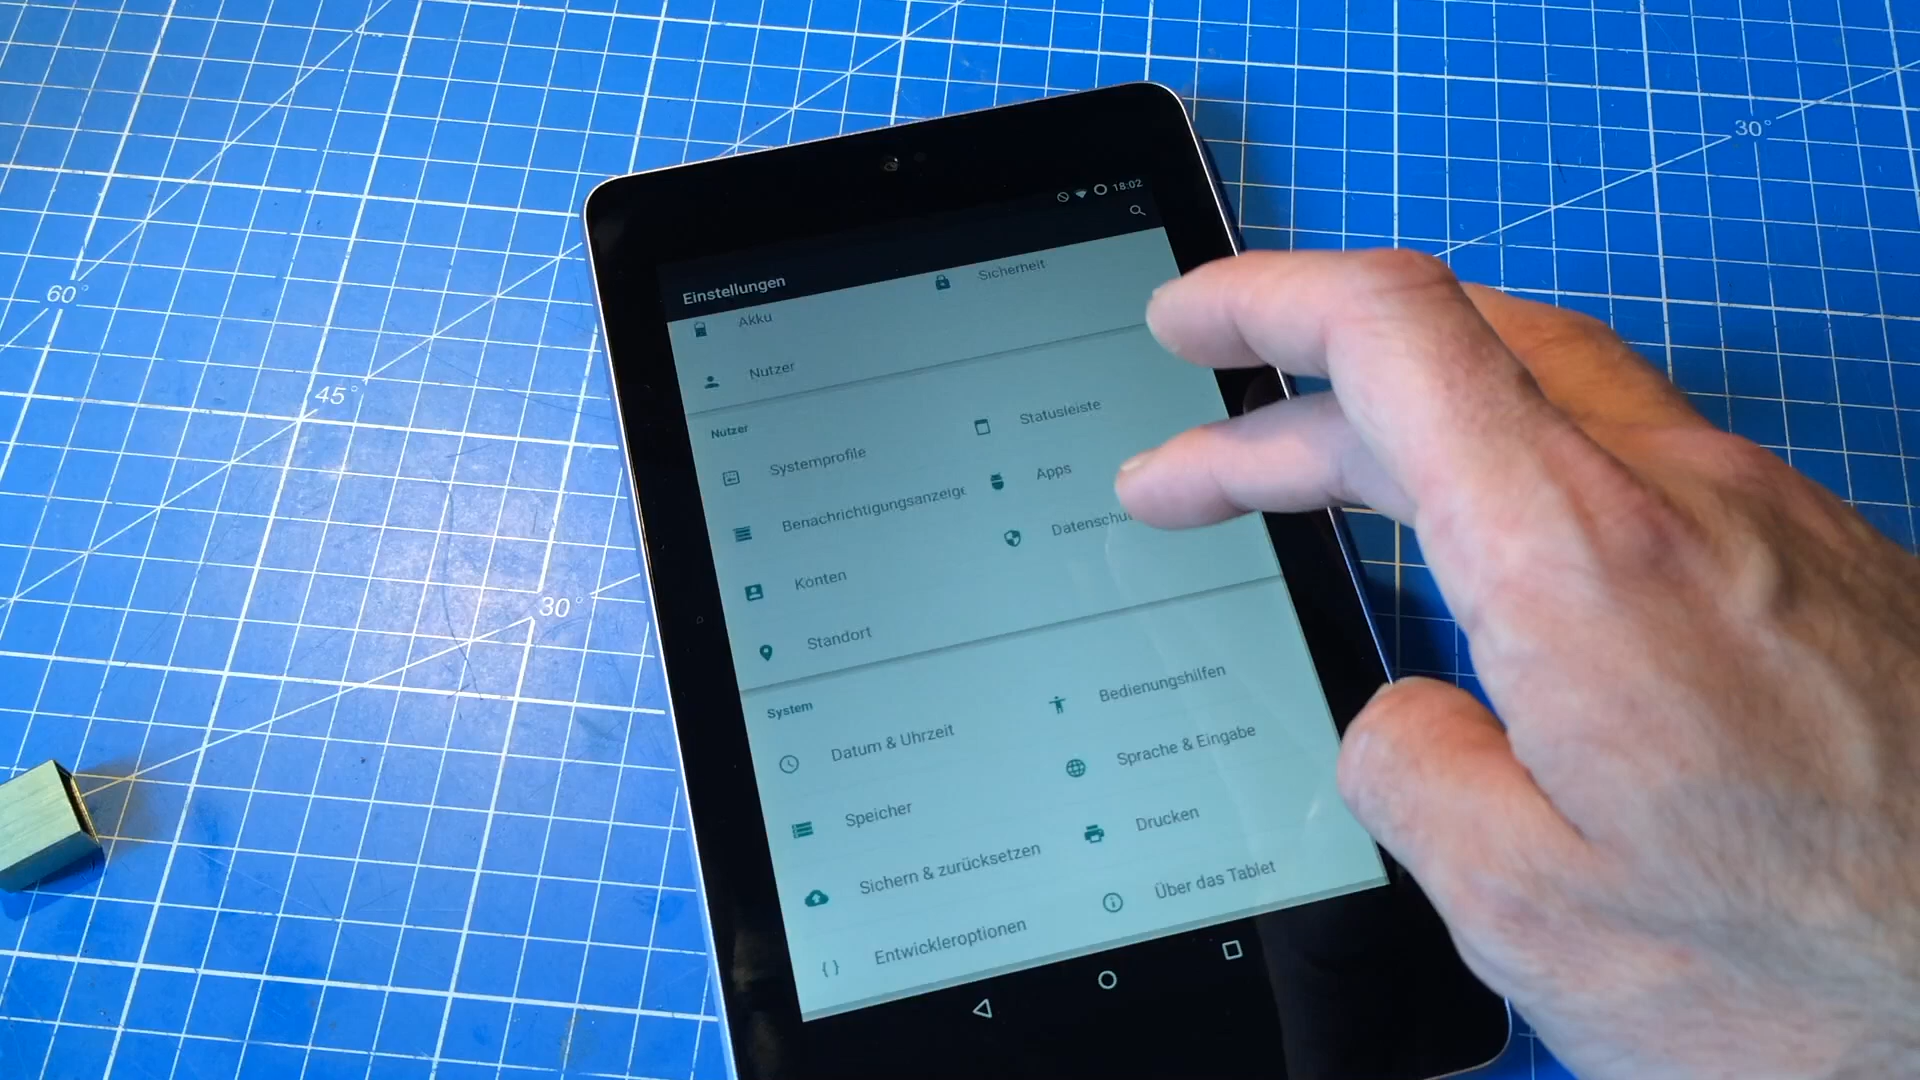 60°
45°
30°
30°
18:02
Einstellungen
Sicherheit
Akku
Nutzer
Nutzer
Statusleiste
Systemprofile
Apps
Benachrichtigungsanzeige
Datenschu
Konten
Standort
System
Bedienungshilfen
Datum & Uhrzeit
Sprache & Eingabe
Speicher
Drucken
Sichern & zurücksetzen
Über das Tablet
Entwickleroptionen